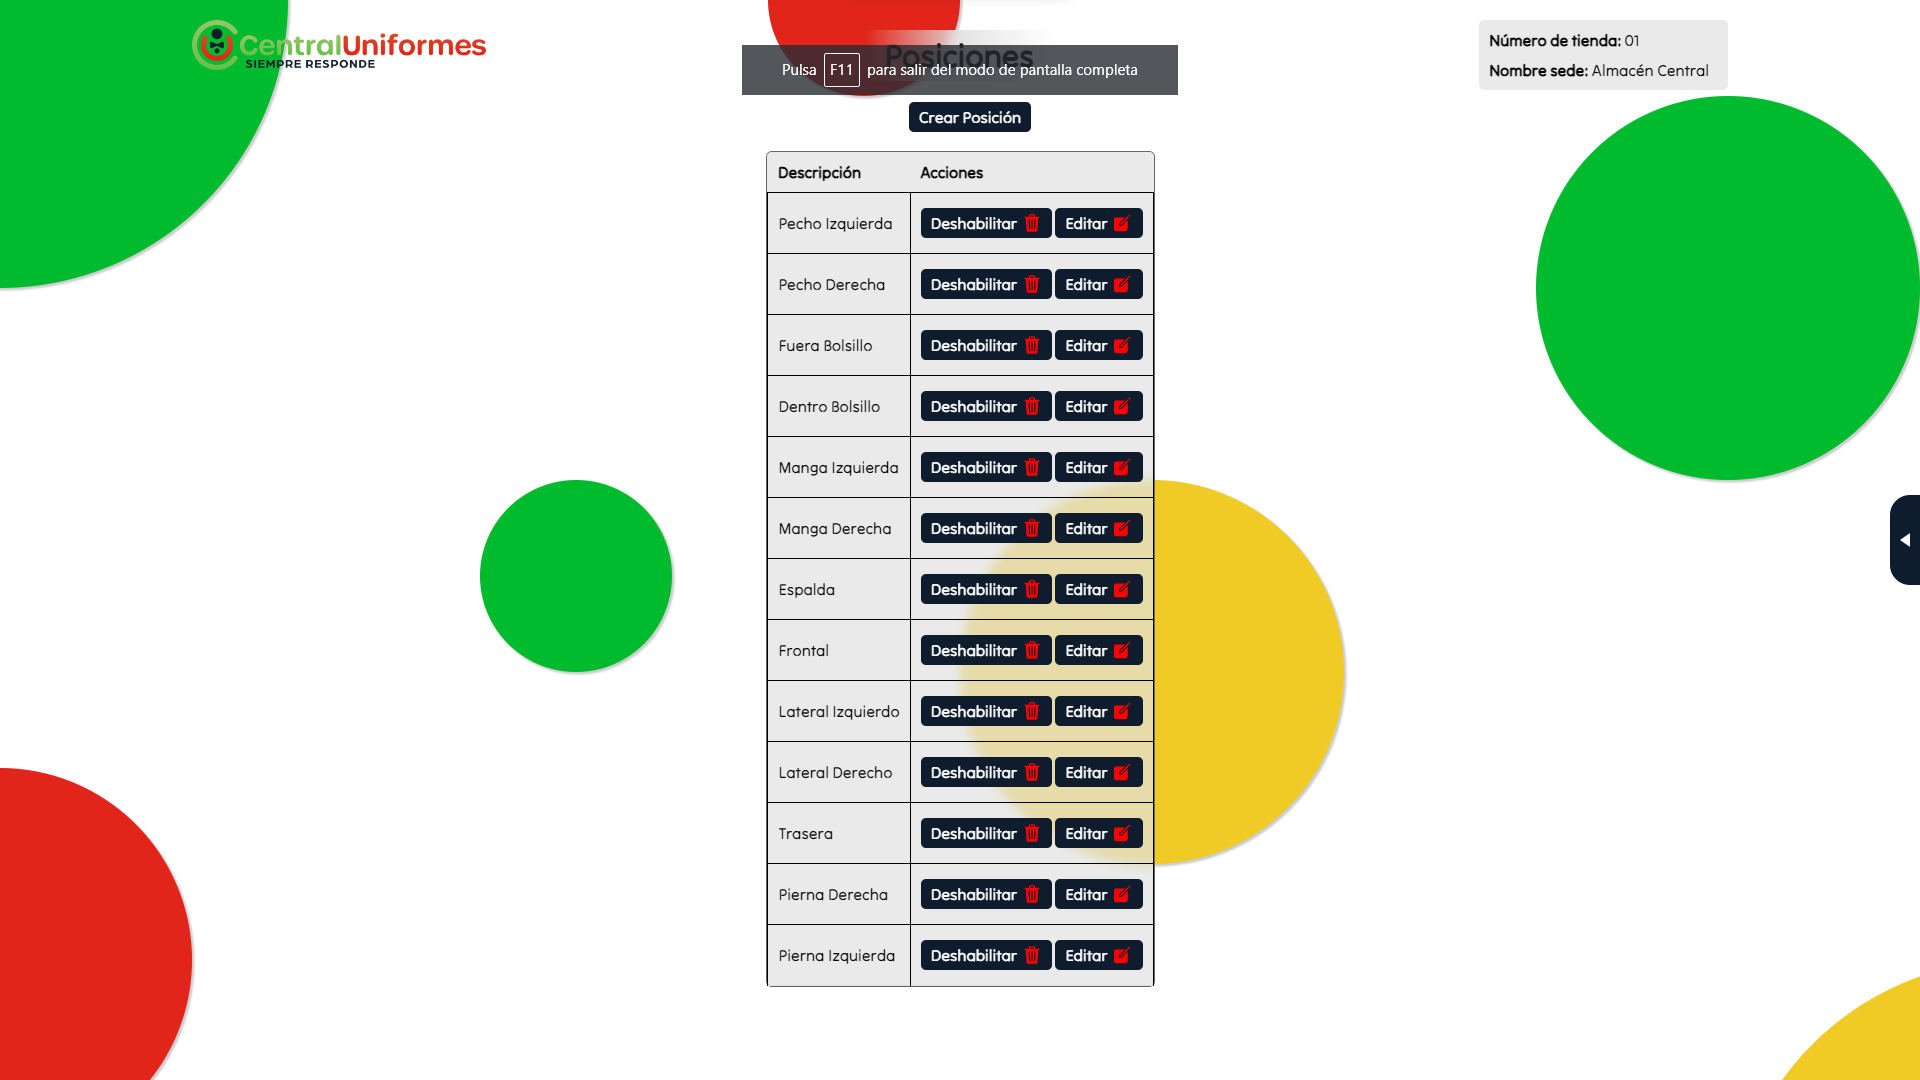 CentralUniformes
SIEMPRE RESPONDE
Posiciones
Pulsa F11 para salir del modo de pantalla completa
Número de tienda: 01
Nombre sede: Almacén Central
Crear Posición
Descripción Acciones
Pecho Izquierda Deshabilitar Editar
Pecho Derecha Deshabilitar Editar
Fuera Bolsillo Deshabilitar Editar
Dentro Bolsillo Deshabilitar Editar
Manga Izquierda Deshabilitar Editar
Manga Derecha Deshabilitar Editar
Espalda Deshabilitar Editar
Frontal Deshabilitar Editar
Lateral Izquierdo Deshabilitar Editar
Lateral Derecho Deshabilitar Editar
Trasera Deshabilitar Editar
Pierna Derecha Deshabilitar Editar
Pierna Izquierda Deshabilitar Editar